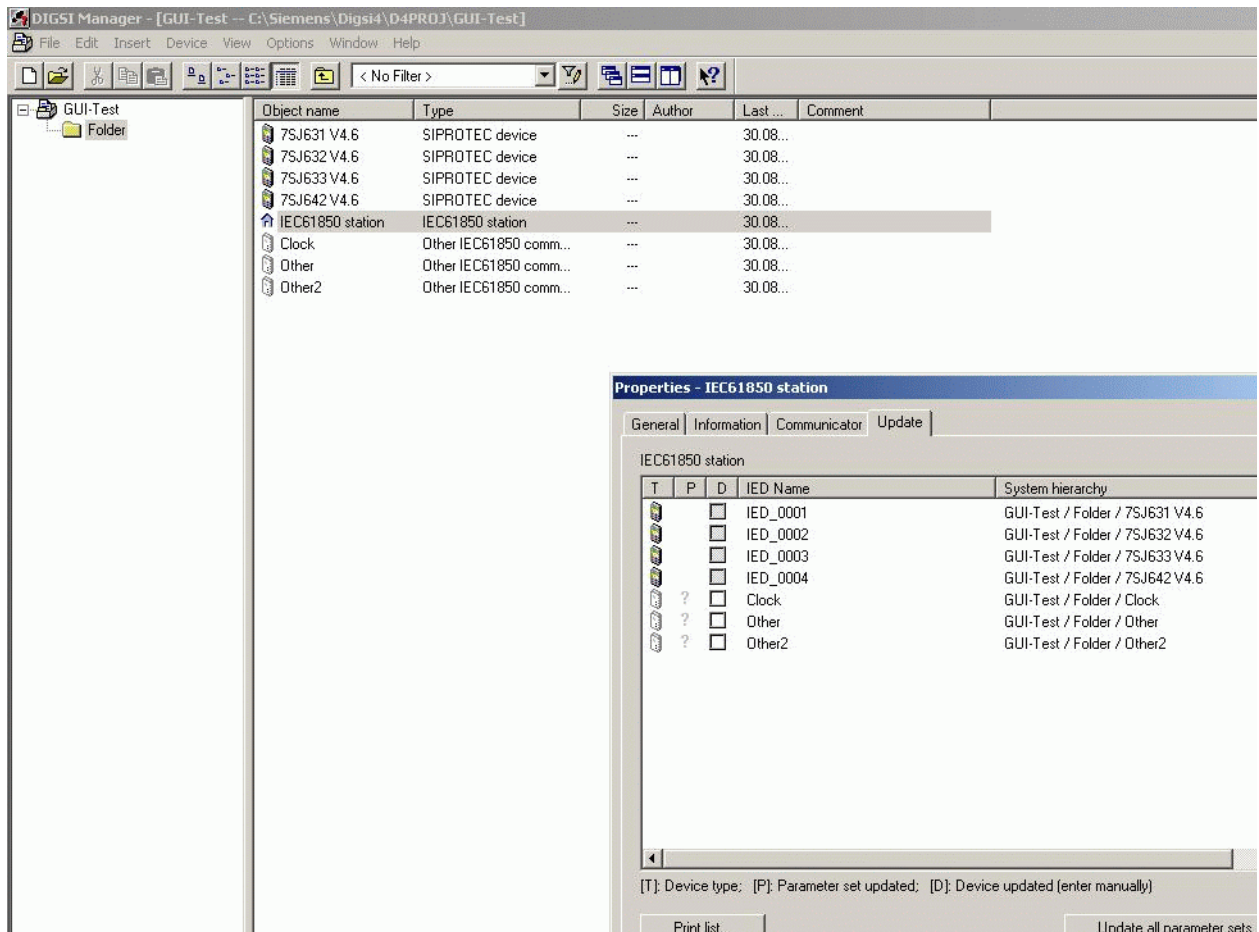 DIGSI Manager - [GUI-Test -- C:\Siemens\Digsi4\D4PROJ\GUI-Test]
File Edit Insert Device View Options Window Help
< No Filter >
GUI-Test
Folder
Object name Type Size Author Last ... Comment
7SJ631 V4.6 SIPROTEC device --- 30.08...
7SJ632 V4.6 SIPROTEC device --- 30.08...
7SJ633 V4.6 SIPROTEC device --- 30.08...
7SJ642 V4.6 SIPROTEC device --- 30.08...
IEC61850 station IEC61850 station --- 30.08...
Clock Other IEC61850 comm... --- 30.08...
Other Other IEC61850 comm... --- 30.08...
Other2 Other IEC61850 comm... --- 30.08...
Properties - IEC61850 station
General Information Communicator Update
IEC61850 station
T P D IED Name System hierarchy
IED_0001 GUI-Test / Folder / 7SJ631 V4.6
IED_0002 GUI-Test / Folder / 7SJ632 V4.6
IED_0003 GUI-Test / Folder / 7SJ633 V4.6
IED_0004 GUI-Test / Folder / 7SJ642 V4.6
? Clock GUI-Test / Folder / Clock
? Other GUI-Test / Folder / Other
? Other2 GUI-Test / Folder / Other2
[T]: Device type; [P]: Parameter set updated; [D]: Device updated (enter manually)
Print list... Update all parameter sets